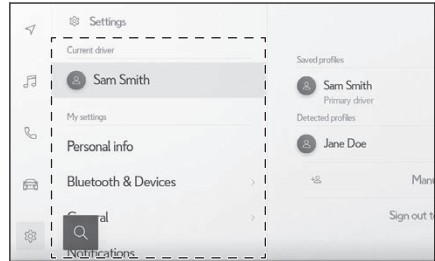 Settings
Current driver
Sam Smith
My settings
Personal info
Bluetooth & Devices
Notifications
Saved profiles
Sam Smith
Primary driver
Detected profiles
Jane Doe
Sign out